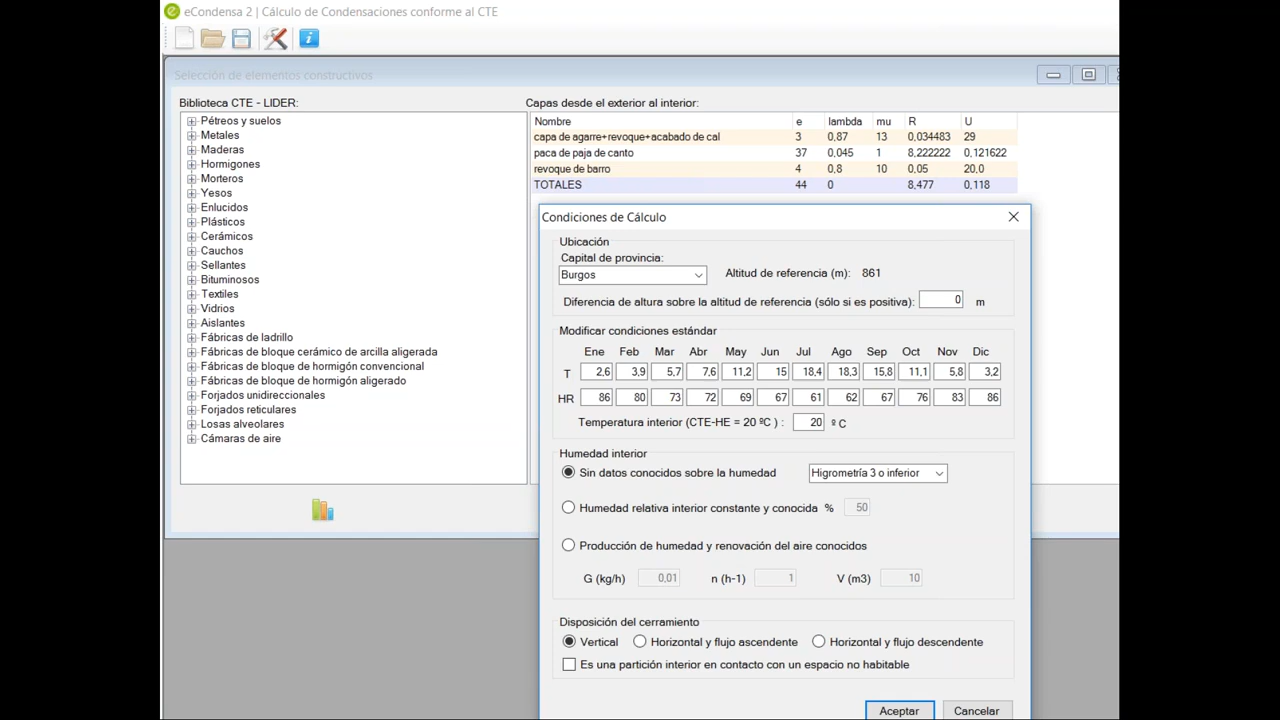 eCondensa 2 | Cálculo de Condensaciones conforme al CTE
Selección de elementos constructivos
Biblioteca CTE - LIDER:
Pétreos y suelos
Metales
Maderas
Hormigones
Morteros
Yesos
Enlucidos
Plásticos
Cerámicos
Cauchos
Sellantes
Bituminosos
Textiles
Vidrios
Aislantes
Fábricas de ladrillo
Fábricas de bloque cerámico de arcilla aligerada
Fábricas de bloque de hormigón convencional
Fábricas de bloque de hormigón aligerado
Forjados unidireccionales
Forjados reticulares
Losas alveolares
Cámaras de aire
Capas desde el exterior al interior:
Nombre e lambda mu R U
capa de agarre+revoque+acabado de cal 3 0,87 13 0,034483 29
paca de paja de canto 37 0,045 1 8,222222 0,121622
revoque de barro 4 0,8 10 0,05 20,0
TOTALES 44 0 8,477 0,118
Condiciones de Cálculo
Ubicación
Capital de provincia:
Burgos Altitud de referencia (m): 861
Diferencia de altura sobre la altitud de referencia (sólo si es positiva): 0 m
Modificar condiciones estándar
Ene Feb Mar Abr May Jun Jul Ago Sep Oct Nov Dic
T 2,6 3,9 5,7 7,6 11,2 15 18,4 18,3 15,8 11,1 5,8 3,2
HR 86 80 73 72 69 67 61 62 67 76 83 86
Temperatura interior (CTE-HE = 20 ºC ) : 20 º C
Humedad interior
Sin datos conocidos sobre la humedad Higrometría 3 o inferior
Humedad relativa interior constante y conocida % 50
Producción de humedad y renovación del aire conocidos
G (kg/h) 0,01 n (h-1) 1 V (m3) 10
Disposición del cerramiento
Vertical Horizontal y flujo ascendente Horizontal y flujo descendente
Es una partición interior en contacto con un espacio no habitable
Aceptar Cancelar